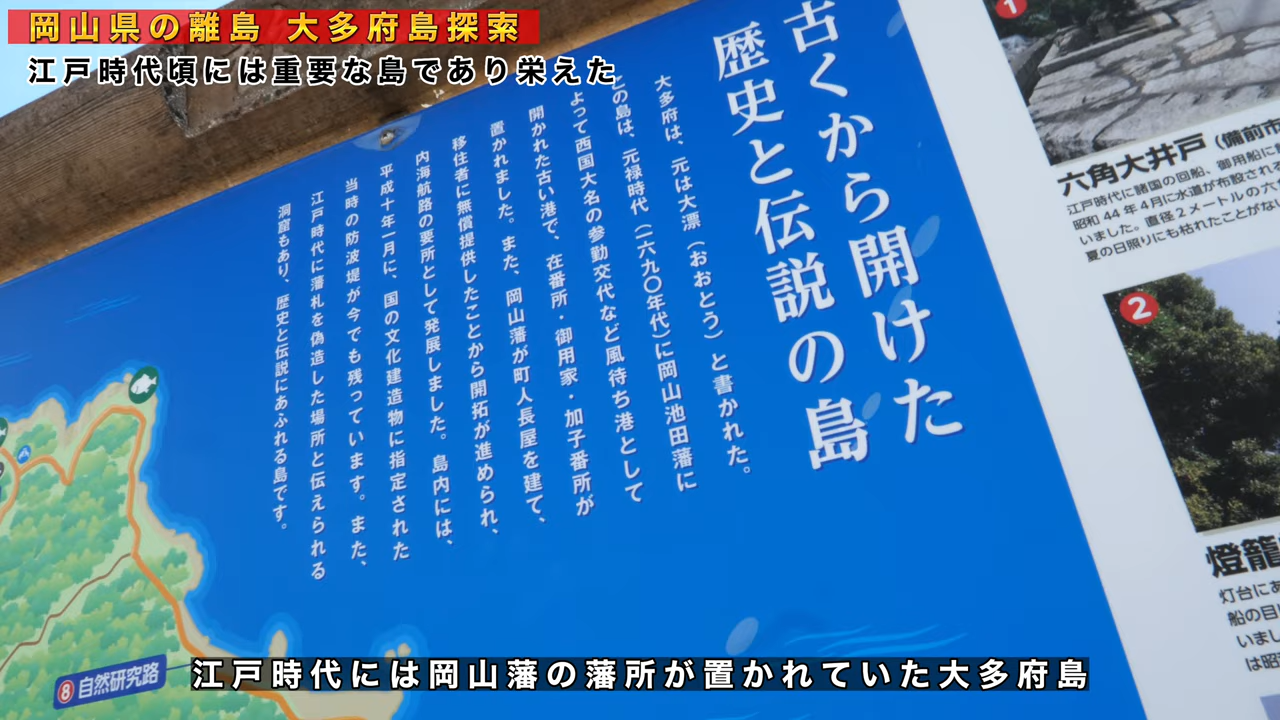 岡山県の離島 大多府島探索
江戸時代頃には重要な島であり栄えた
古くから開けた
歴史と伝説の島
大多府は、元は大漂（おおとう）と書かれた。
この島は、元禄時代（一六九〇年代）に岡山池田藩に
よって西国大名の参勤交代など風待ち港として
開かれた古い港で、在番所・御用家・加子番所が
置かれました。また、岡山藩が町人長屋を建て、
移住者に無償提供したことから開拓が進められ、
内海航路の要所として発展しました。島内には、
平成十年一月に、国の文化建造物に指定された
当時の防波堤が今でも残っています。また、
江戸時代に藩札を偽造した場所と伝えられる
洞窟もあり、歴史と伝説にあふれる島です。
1
六角大井戸（備前市
江戸時代に諸国の回船、御用船に
昭和44年4月に水道が布設され
いました。直径2メートルの六
夏の日照りにも枯れたことがな
2
燈籠
灯台にあ
船の目
いまし
は昭
8 自然研究路
江戸時代には岡山藩の藩所が置かれていた大多府島